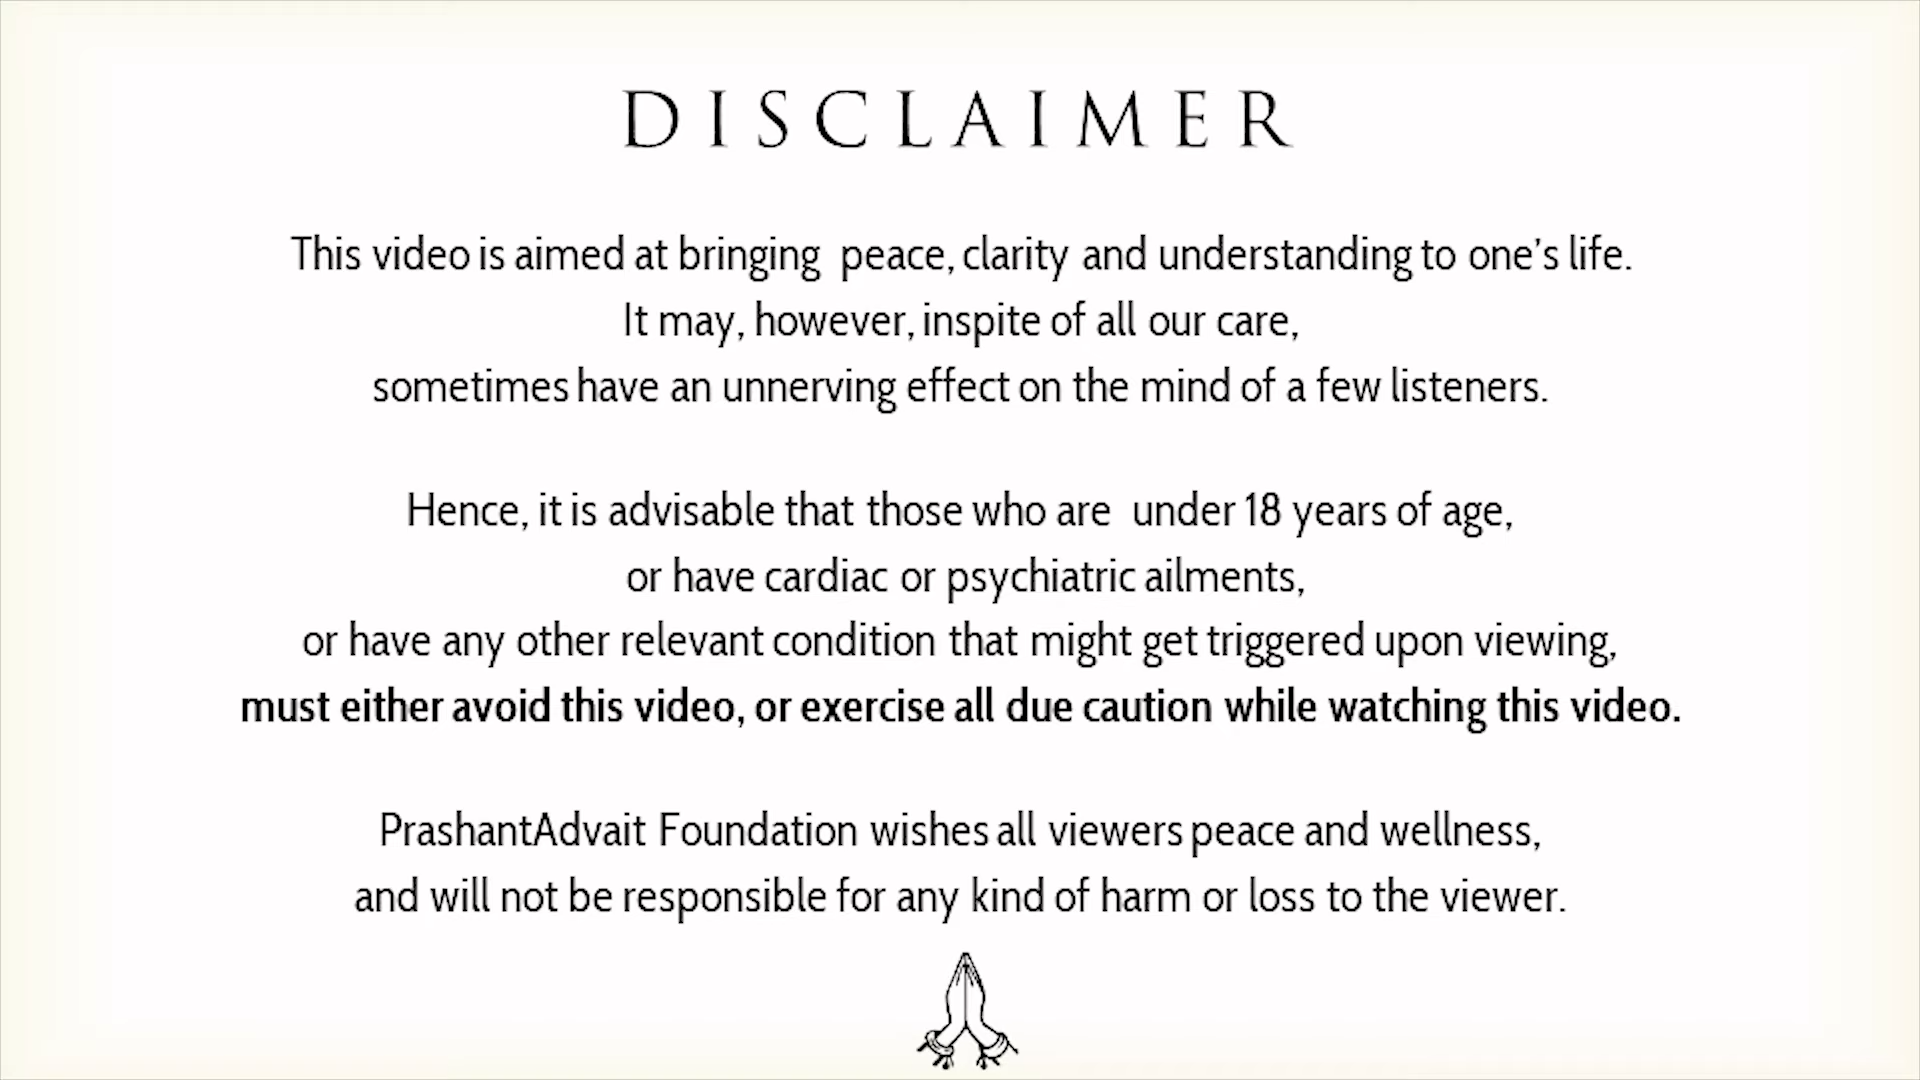 DISCLAIMER
This video is aimed at bringing peace, clarity and understanding to one's life.
It may, however, inspite of all our care,
sometimes have an unnerving effect on the mind of a few listeners.
Hence, it is advisable that those who are under 18 years of age,
or have cardiac or psychiatric ailments,
or have any other relevant condition that might get triggered upon viewing,
must either avoid this video, or exercise all due caution while watching this video.
PrashantAdvait Foundation wishes all viewers peace and wellness,
and will not be responsible for any kind of harm or loss to the viewer.